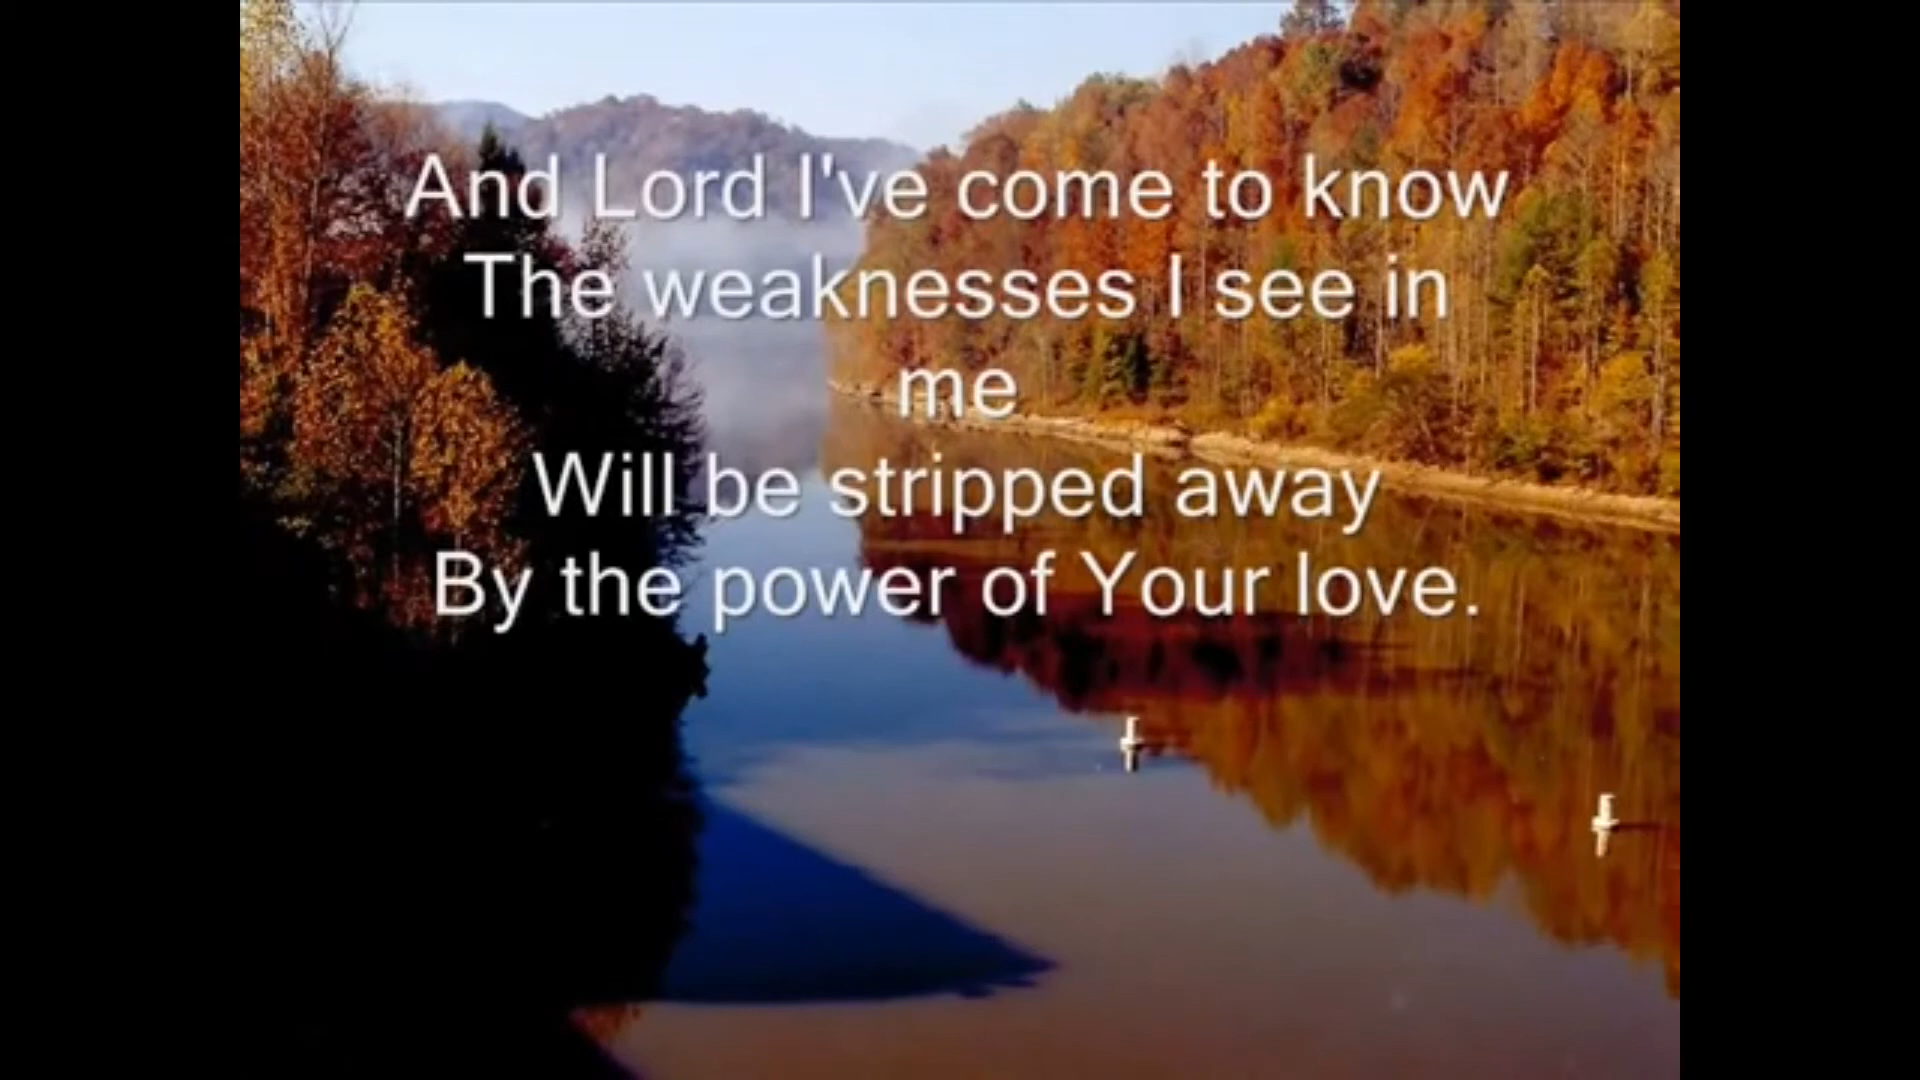 And Lord I've come to know
The weaknesses I see in
me
Will be stripped away
By the power of Your love.